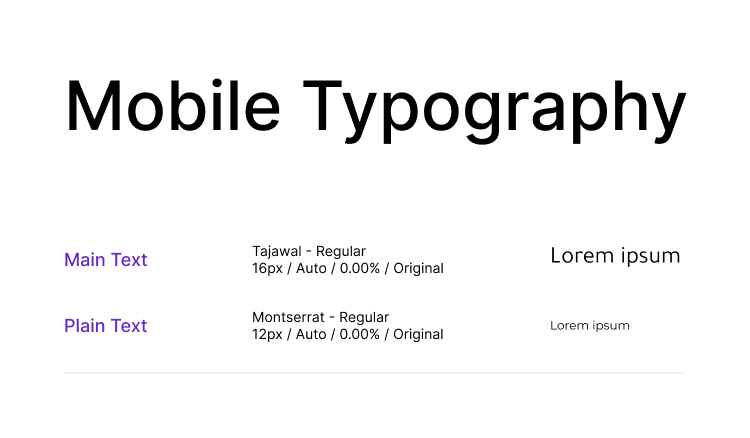 Mobile Typography
Main Text
Tajawal - Regular
16px / Auto / 0.00% / Original
Lorem ipsum
Plain Text
Montserrat - Regular
12px / Auto / 0.00% / Original
Lorem ipsum